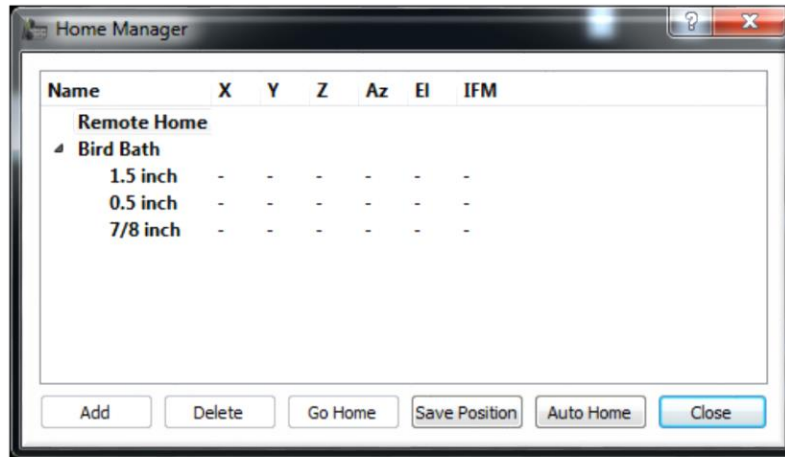 Home Manager
? X
Name X Y Z Az El IFM
Remote Home
Bird Bath
1.5 inch - - - - - -
0.5 inch - - - - - -
7/8 inch - - - - - -
Add Delete Go Home Save Position Auto Home Close